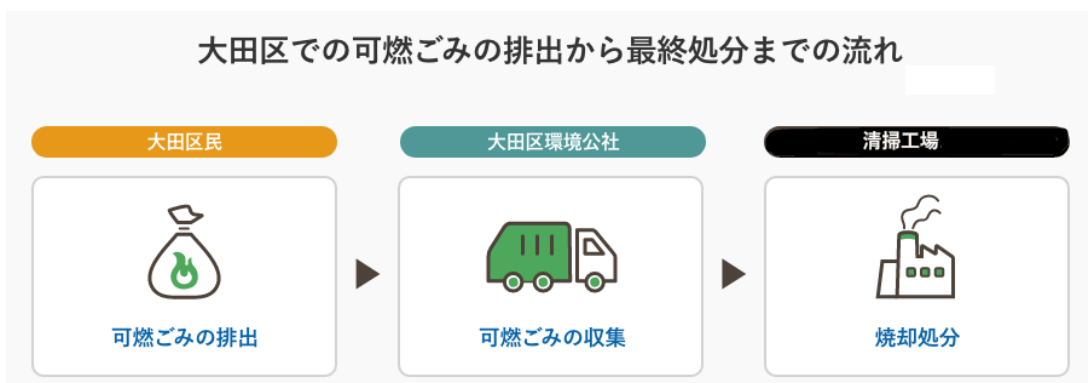 大田区での可燃ごみの排出から最終処分までの流れ
大田区民
大田区環境公社
清掃工場
可燃ごみの排出
可燃ごみの収集
焼却処分